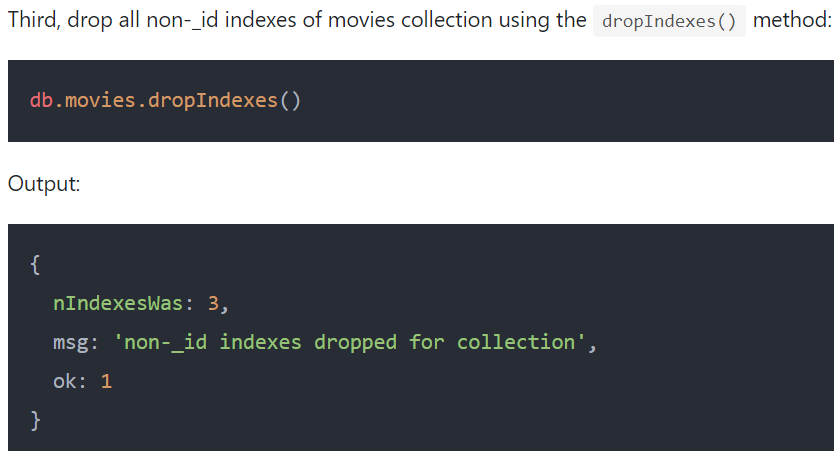 Third, drop all non-_id indexes of movies collection using the dropIndexes() method:
db.movies.dropIndexes()
Output:
{
  nIndexesWas: 3,
  msg: 'non-_id indexes dropped for collection',
  ok: 1
}